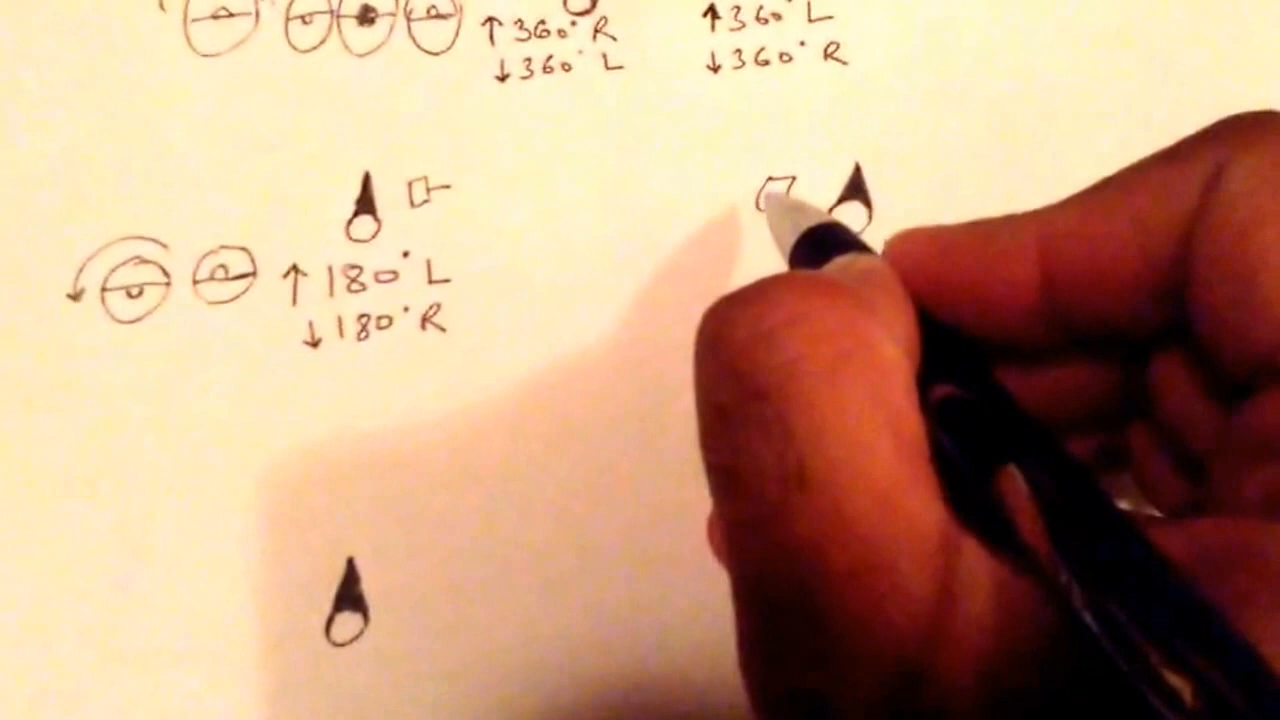 ↑360° R
↓360° L
↑360° L
↓360° R
↑180° L
↓180° R